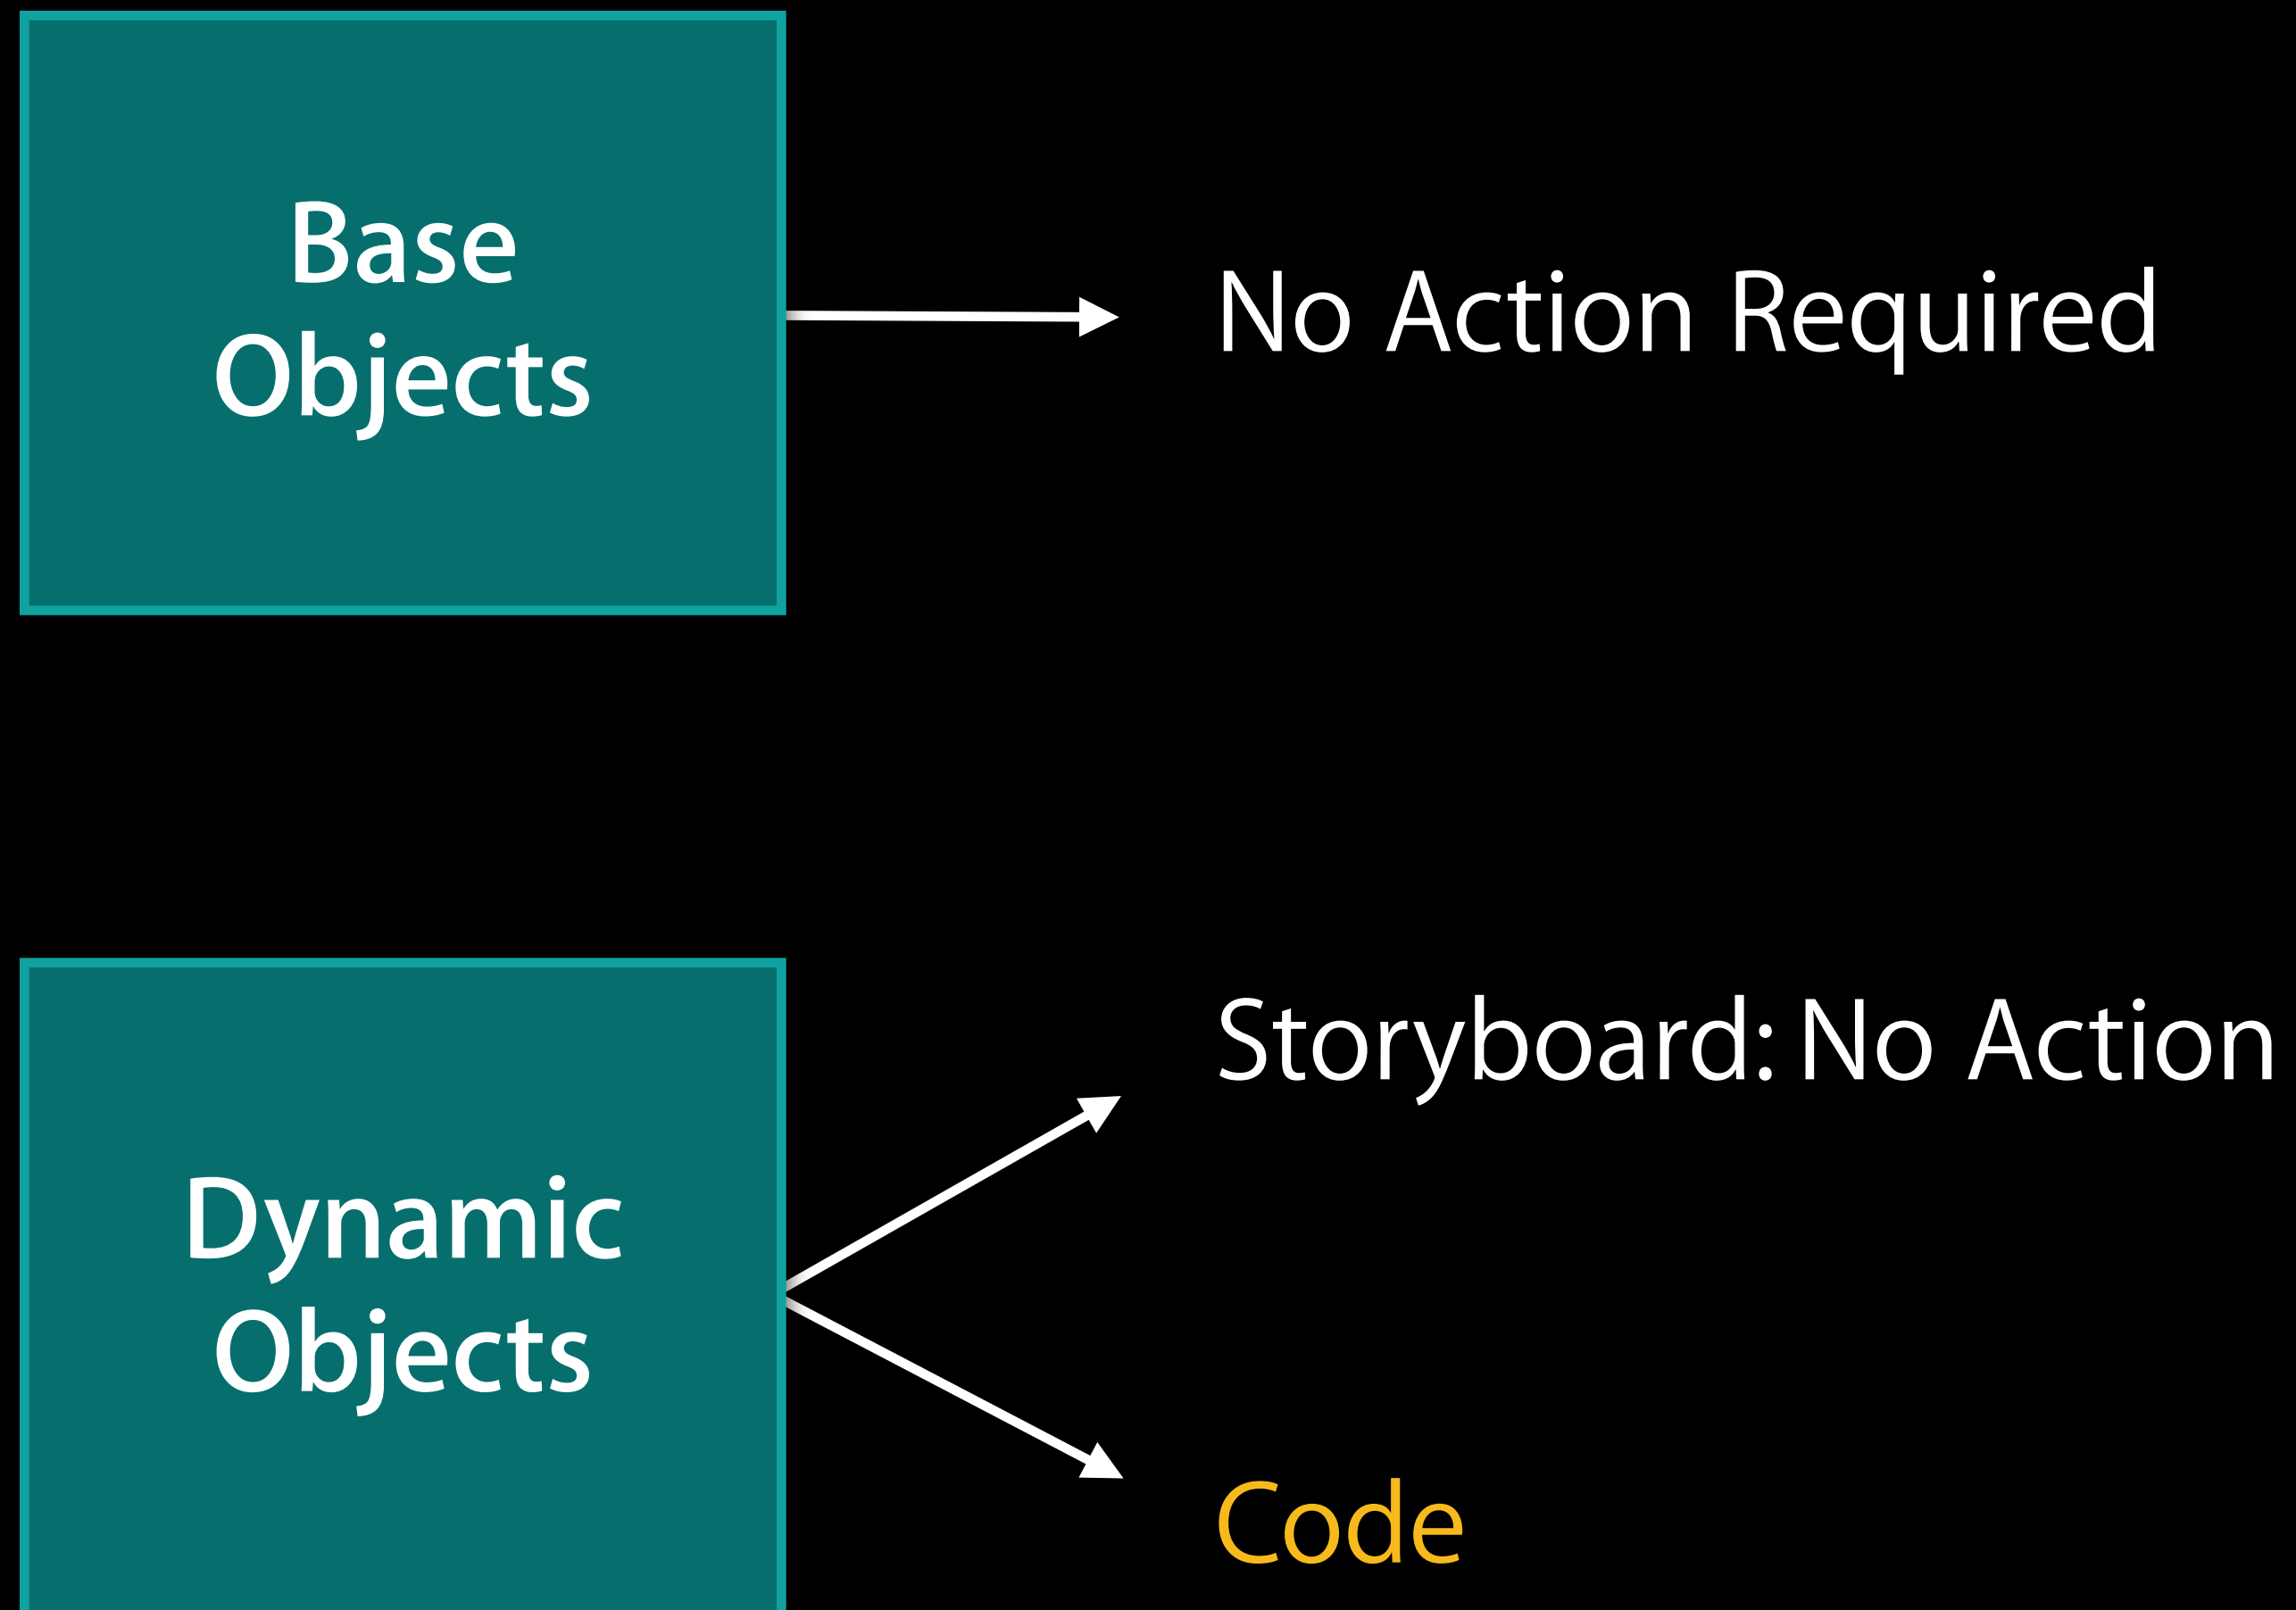 Base
Objects
No Action Required
Dynamic
Objects
Storyboard: No Action
Code